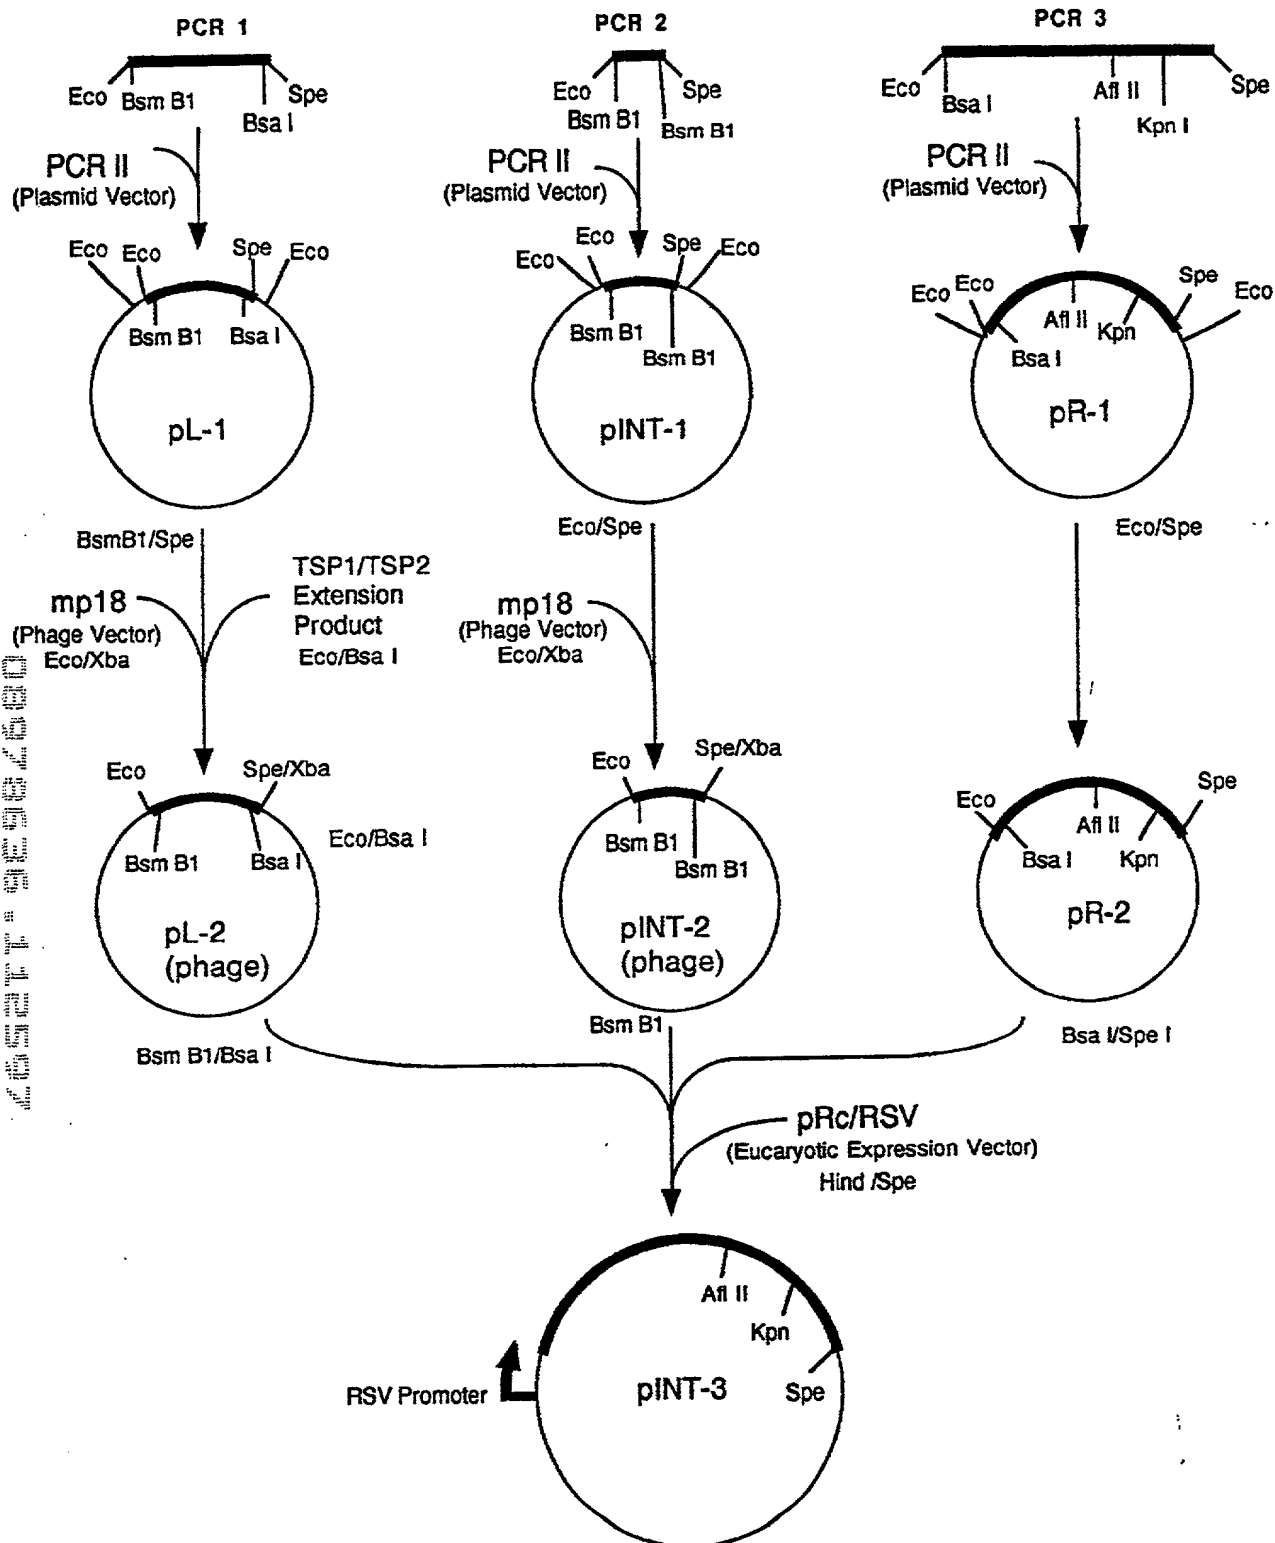 PCR 1
PCR 2
PCR 3
Eco
Bsm B1
Bsa I
Spe
Eco
Bsm B1
Spe
Bsm B1
Eco
Bsa I
Afl II
Kpn I
Spe
PCR II
(Plasmid Vector)
PCR II
(Plasmid Vector)
PCR II
(Plasmid Vector)
Eco
Eco
Spe
Eco
Bsm B1
Bsa I
pL-1
Eco
Eco
Spe
Eco
Bsm B1
Bsm B1
pINT-1
Eco
Eco
Spe
Eco
Bsa I
Afl II
Kpn
pR-1
BsmB1/Spe
Eco/Spe
Eco/Spe
mp18
(Phage Vector)
Eco/Xba
TSP1/TSP2
Extension
Product
Eco/Bsa I
mp18
(Phage Vector)
Eco/Xba
Eco
Spe/Xba
Bsm B1
Bsa I
Eco/Bsa I
pL-2
(phage)
Eco
Spe/Xba
Bsm B1
Bsm B1
pINT-2
(phage)
Eco
Spe
Bsa I
Afl II
Kpn
pR-2
Bsm B1/Bsa I
Bsm B1
Bsa I/Spe I
pRc/RSV
(Eucaryotic Expression Vector)
Hind /Spe
Afl II
Kpn
Spe
RSV Promoter
pINT-3
08978636.112597